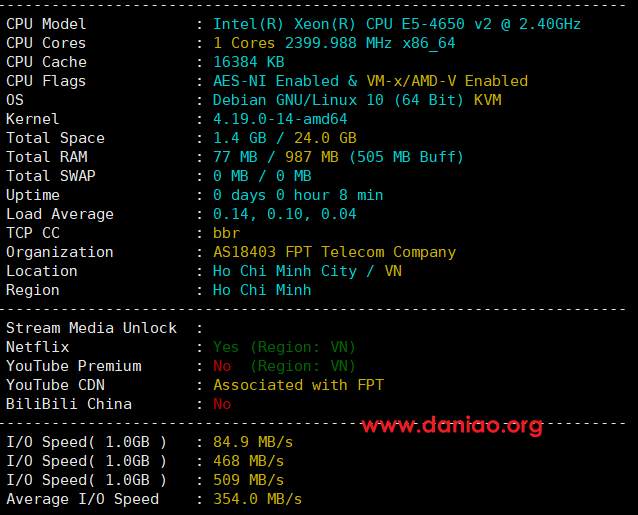 CPU Model : Intel(R) Xeon(R) CPU E5-4650 v2 @ 2.40GHz
CPU Cores : 1 Cores 2399.988 MHz x86_64
CPU Cache : 16384 KB
CPU Flags : AES-NI Enabled & VM-x/AMD-V Enabled
OS : Debian GNU/Linux 10 (64 Bit) KVM
Kernel : 4.19.0-14-amd64
Total Space : 1.4 GB / 24.0 GB
Total RAM : 77 MB / 987 MB (505 MB Buff)
Total SWAP : 0 MB / 0 MB
Uptime : 0 days 0 hour 8 min
Load Average : 0.14, 0.10, 0.04
TCP CC : bbr
Organization : AS18403 FPT Telecom Company
Location : Ho Chi Minh City / VN
Region : Ho Chi Minh
Stream Media Unlock :
Netflix : Yes (Region: VN)
YouTube Premium : No (Region: VN)
YouTube CDN : Associated with FPT
BiliBili China : No
www.daniao.org
I/O Speed( 1.0GB ) : 84.9 MB/s
I/O Speed( 1.0GB ) : 468 MB/s
I/O Speed( 1.0GB ) : 509 MB/s
Average I/O Speed : 354.0 MB/s